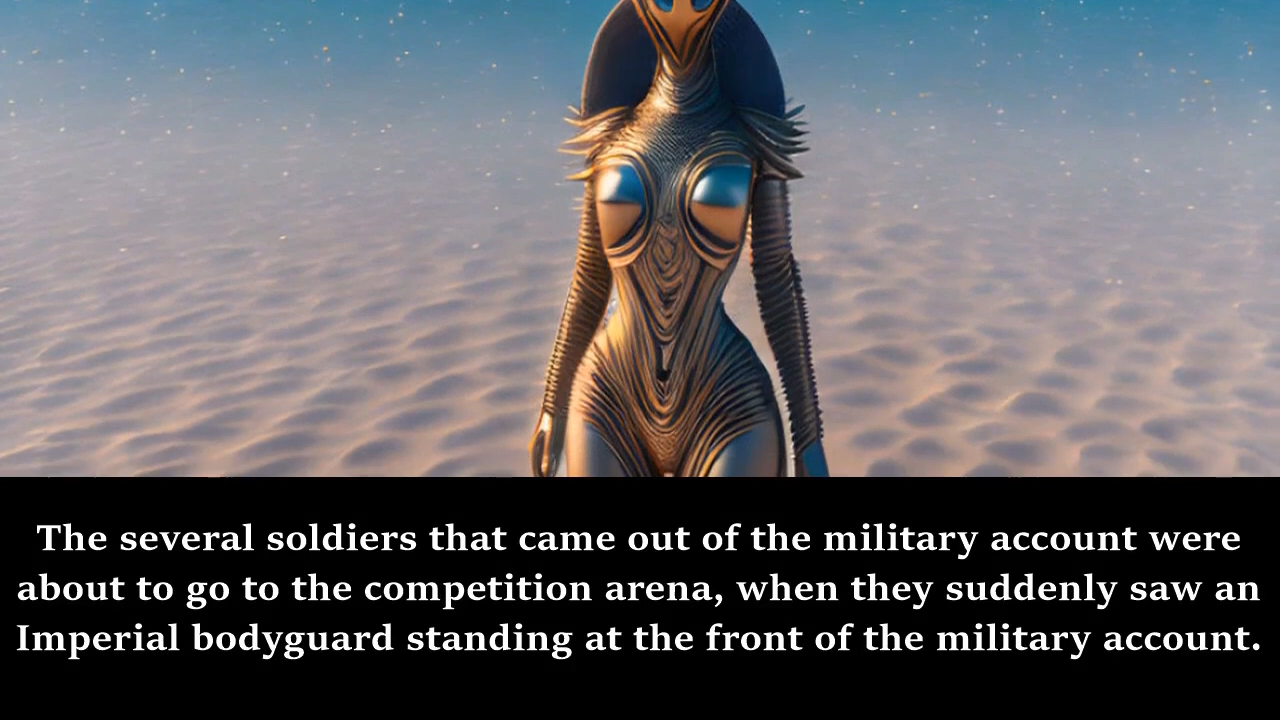 The several soldiers that came out of the military account were
about to go to the competition arena, when they suddenly saw an
Imperial bodyguard standing at the front of the military account.